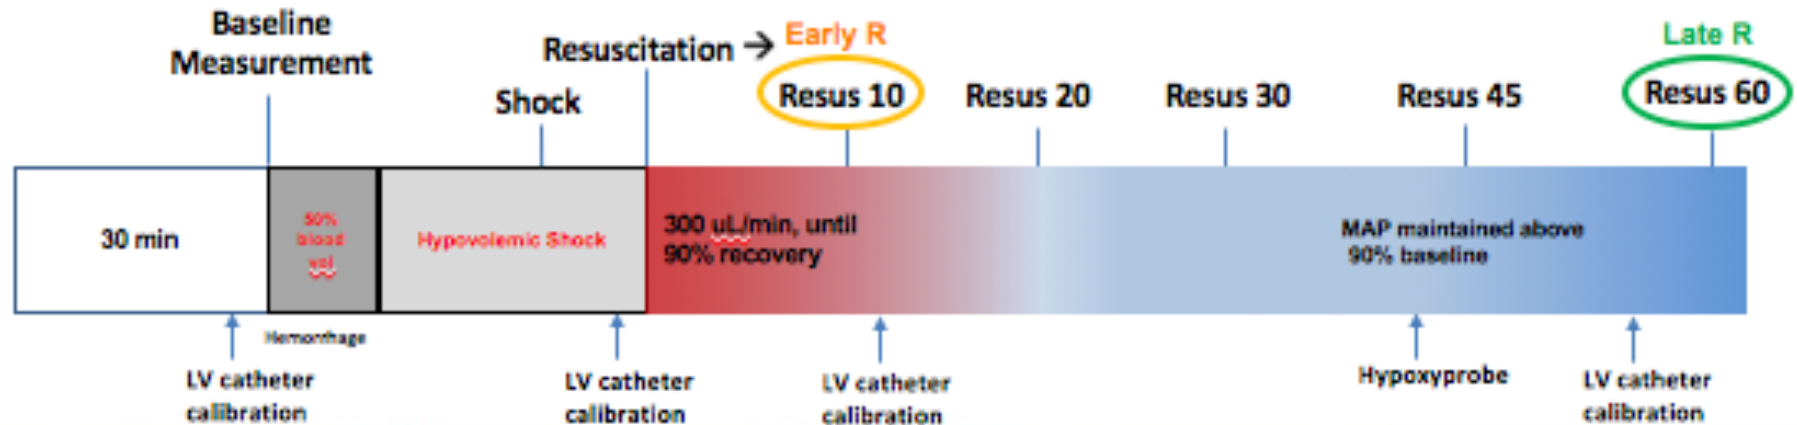 Baseline
Measurement
Shock
Resuscitation →
Early R
Resus 10
Resus 20
Resus 30
Resus 45
Late R
Resus 60
30 min
50%
blood
vol
Hypovolemic Shock
300 uL/min, until
90% recovery
MAP maintained above
90% baseline
Hemorrhage
LV catheter
calibration
LV catheter
calibration
LV catheter
calibration
Hypoxyprobe
LV catheter
calibration